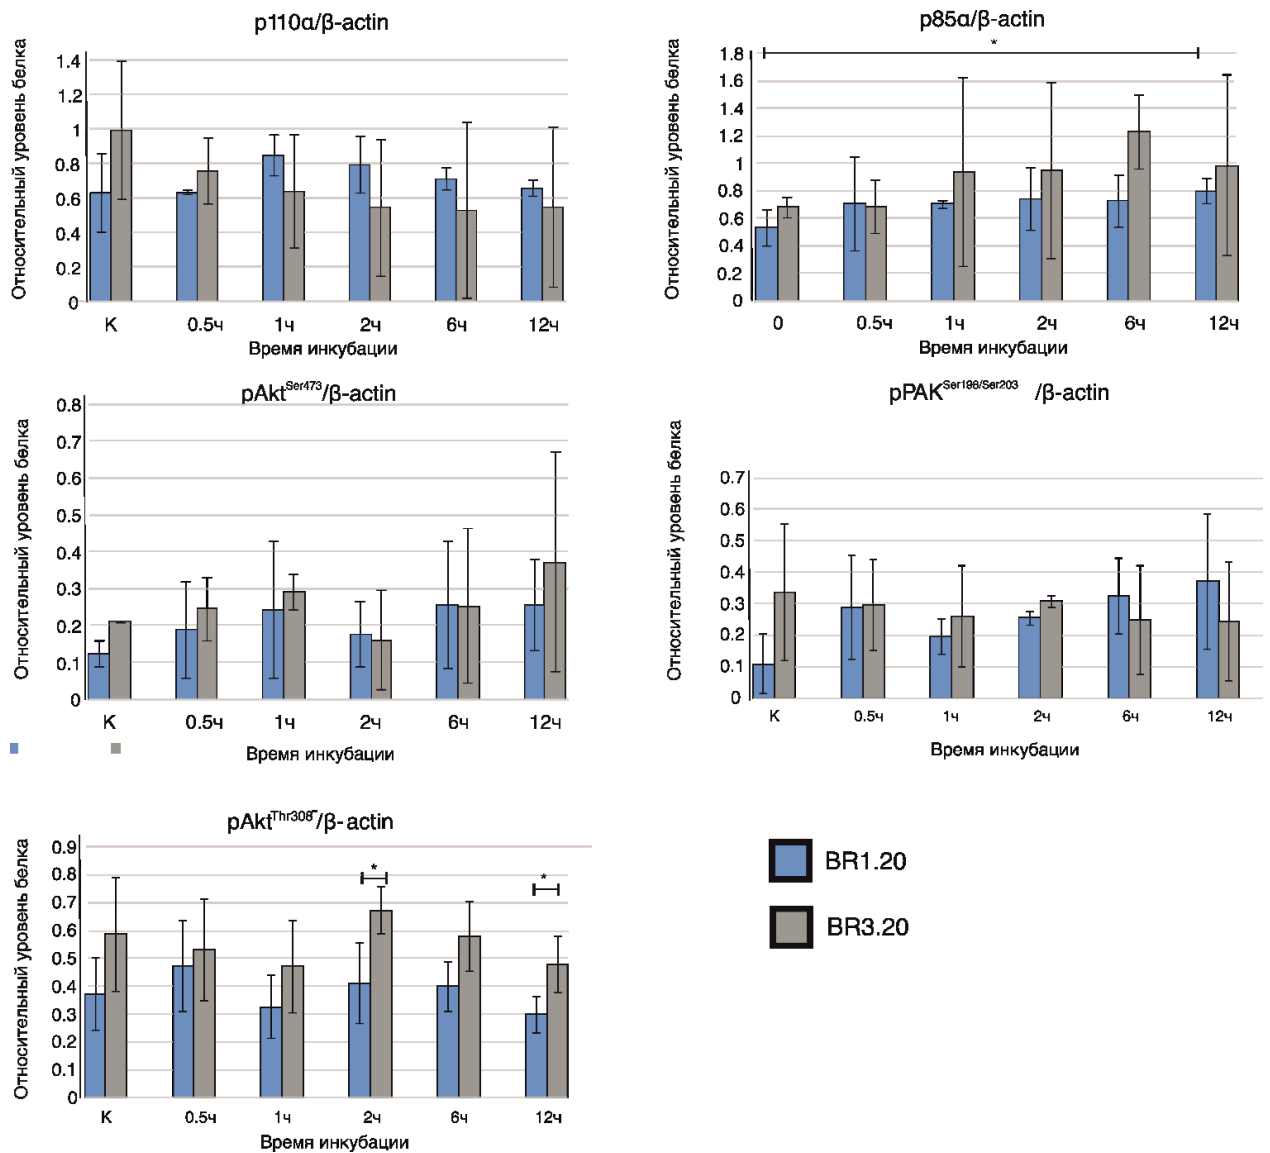 p110α/β-actin
Относительный уровень белка
1.4
1.2
1
0.8
0.6
0.4
0.2
0
К 0.5ч 1ч 2ч 6ч 12ч
Время инкубации
p85α/β-actin
Относительный уровень белка
1.8
1.6
1.4
1.2
1
0.8
0.6
0.4
0.2
0
*
0 0.5ч 1ч 2ч 6ч 12ч
Время инкубации
pAkt^Ser473/β-actin
Относительный уровень белка
0.8
0.7
0.6
0.5
0.4
0.3
0.2
0.1
0
К 0.5ч 1ч 2ч 6ч 12ч
Время инкубации
pPAK^Ser198/Ser203 /β-actin
Относительный уровень белка
0.7
0.6
0.5
0.4
0.3
0.2
0.1
0
К 0.5ч 1ч 2ч 6ч 12ч
Время инкубации
pAkt^Thr308-/β-actin
Относительный уровень белка
0.9
0.8
0.7
0.6
0.5
0.4
0.3
0.2
0.1
0
* *
К 0.5ч 1ч 2ч 6ч 12ч
Время инкубации
BR1.20
BR3.20